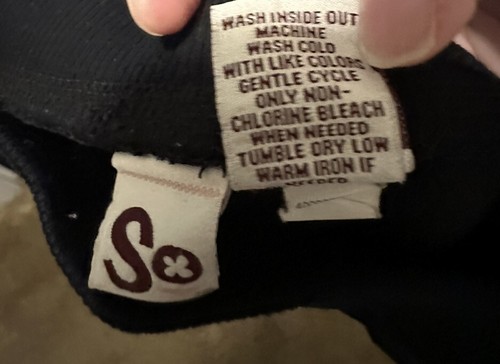 WASH INSIDE OUT
MACHINE
WASH COLD
WITH LIKE COLORS
GENTLE CYCLE
ONLY NON-
CHLORINE BLEACH
WHEN NEEDED
TUMBLE DRY LOW
WARM IRON IF
NEEDED
So